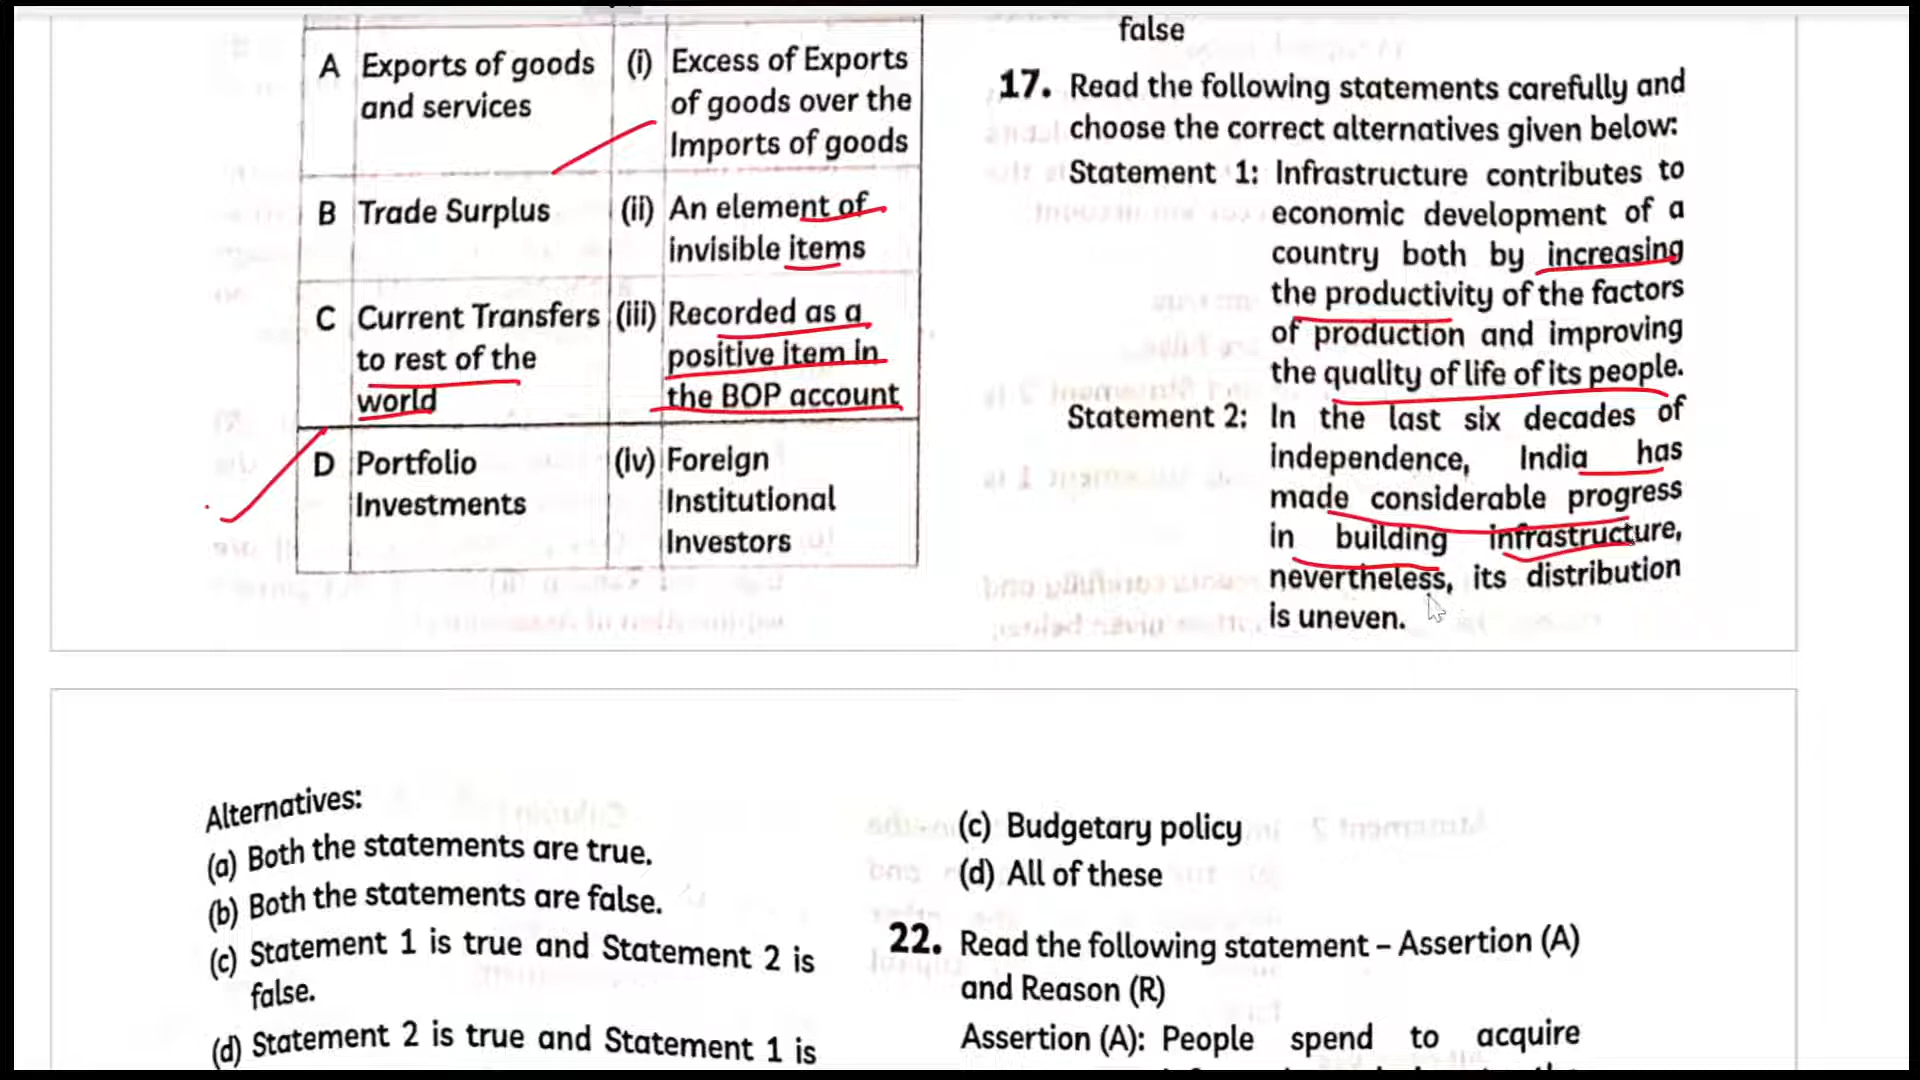 A Exports of goods and services (i) Excess of Exports of goods over the Imports of goods
B Trade Surplus (ii) An element of invisible items
C Current Transfers to rest of the world (iii) Recorded as a positive item in the BOP account
D Portfolio Investments (iv) Foreign Institutional Investors
false
17. Read the following statements carefully and
choose the correct alternatives given below:
Statement 1: Infrastructure contributes to
economic development of a
country both by increasing
the productivity of the factors
of production and improving
the quality of life of its people.
Statement 2: In the last six decades of
independence, India has
made considerable progress
in building infrastructure,
nevertheless, its distribution
is uneven.
Alternatives:
(a) Both the statements are true.
(b) Both the statements are false.
(c) Statement 1 is true and Statement 2 is
false.
(d) Statement 2 is true and Statement 1 is
(c) Budgetary policy
(d) All of these
22. Read the following statement – Assertion (A)
and Reason (R)
Assertion (A): People spend to acquire